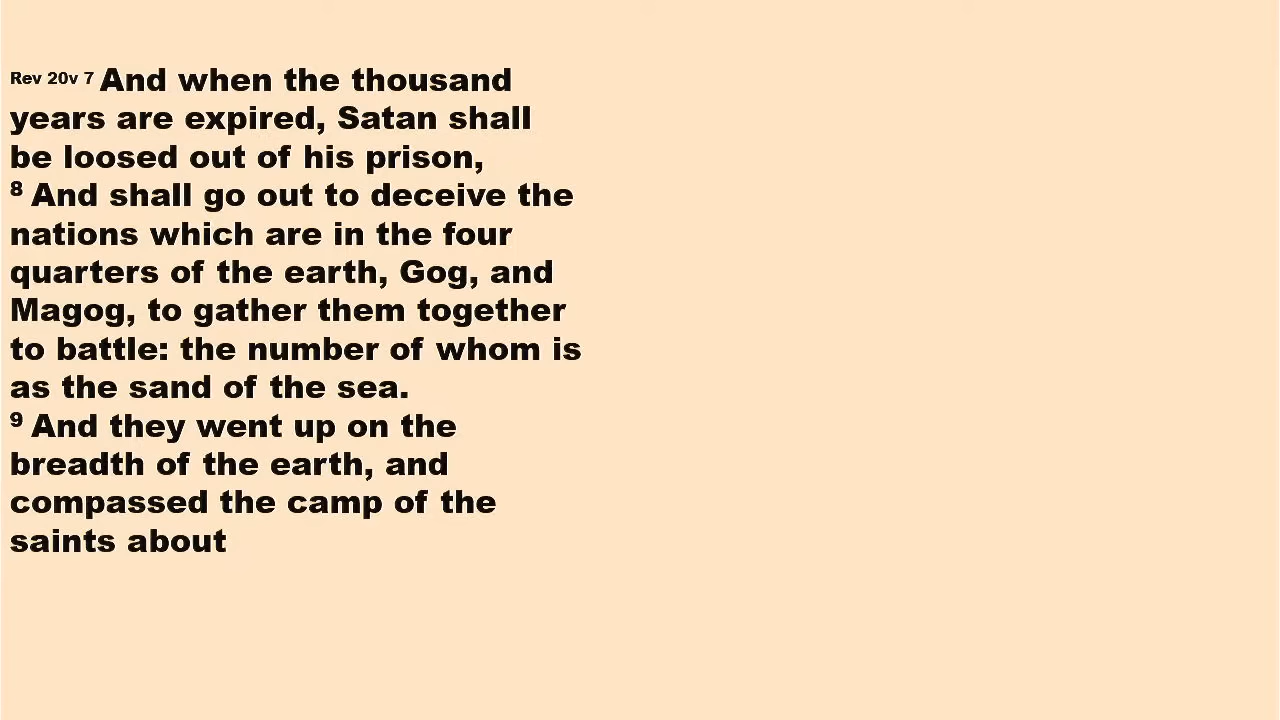 Rev 20v 7 And when the thousand
years are expired, Satan shall
be loosed out of his prison,
8 And shall go out to deceive the
nations which are in the four
quarters of the earth, Gog, and
Magog, to gather them together
to battle: the number of whom is
as the sand of the sea.
9 And they went up on the
breadth of the earth, and
compassed the camp of the
saints about